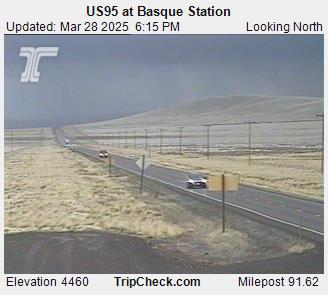 US95 at Basque Station
Updated: Mar 28 2025 6:15 PM Looking North
Elevation 4460 TripCheck.com Milepost 91.62